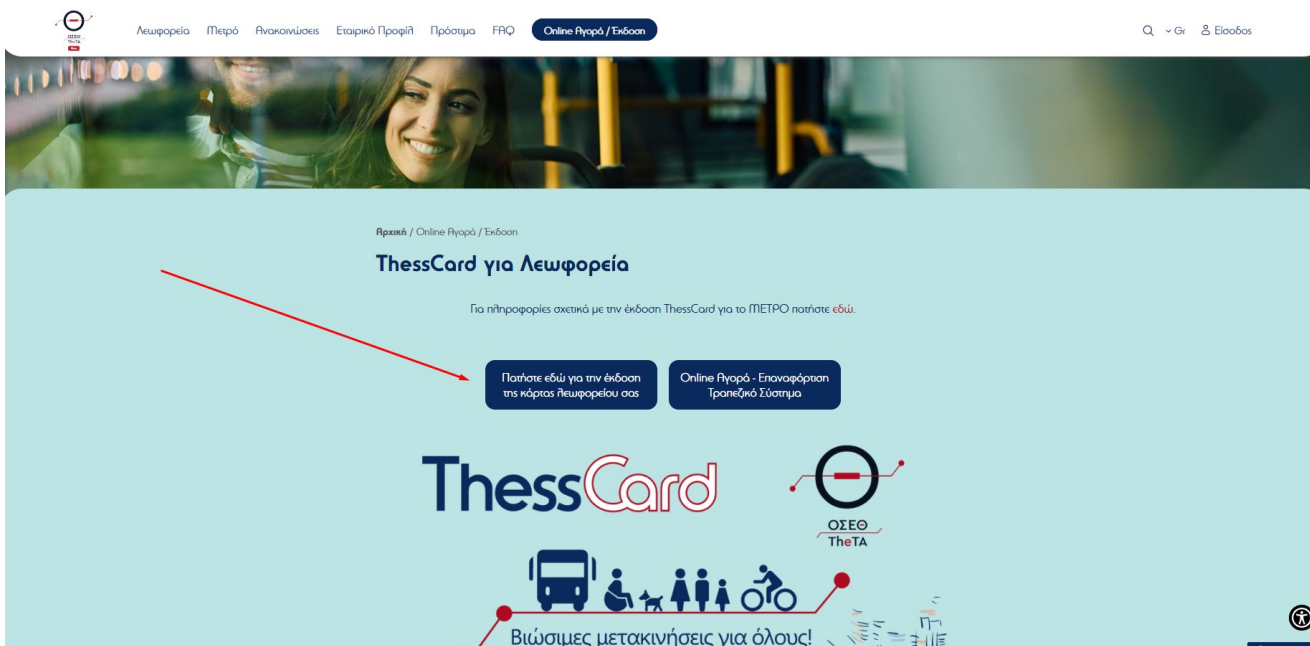 ΟΣΕΘ
TheTA
Λεωφορεία Μετρό Ανακοινώσεις Εταιρικό Προφίλ Πρόστιμα FAQ Online Αγορά / Έκδοση Gr Είσοδος
Αρχική / Online Αγορά / Έκδοση
ThessCard για Λεωφορεία
Για πληροφορίες σχετικά με την έκδοση ThessCard για το ΜΕΤΡΟ πατήστε εδώ.
Πατήστε εδώ για την έκδοση
της κάρτας λεωφορείου σας
Online Αγορά - Επαναφόρτιση
Τραπεζικό Σύστημα
ThessCard
ΟΣΕΘ
TheTA
Βιώσιμες μετακινήσεις για όλους!